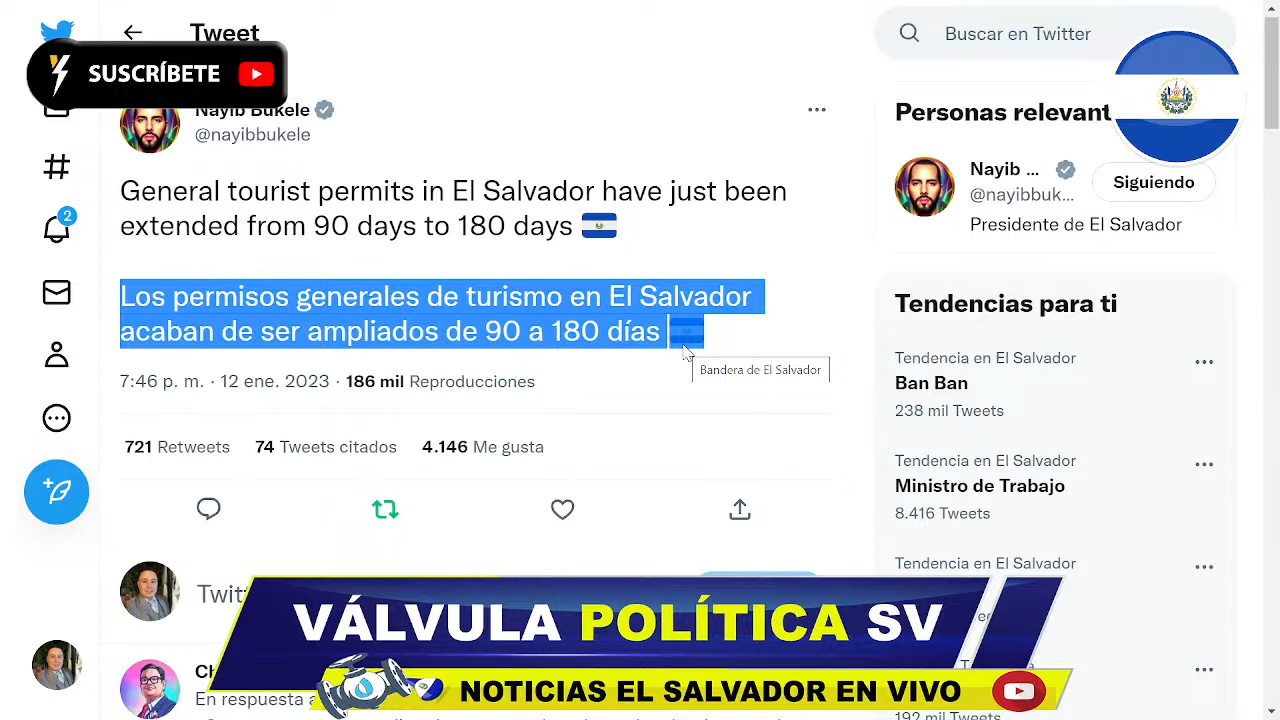 Tweet
Buscar en Twitter
SUSCRÍBETE
Nayib Bukele
@nayibbukele
General tourist permits in El Salvador have just been
extended from 90 days to 180 days
Los permisos generales de turismo en El Salvador
acaban de ser ampliados de 90 a 180 días
Bandera de El Salvador
7:46 p. m. · 12 ene. 2023 · 186 mil Reproducciones
721 Retweets 74 Tweets citados 4.146 Me gusta
2
Personas relevant
Nayib ...
@nayibbuk...
Siguiendo
Presidente de El Salvador
Tendencias para ti
Tendencia en El Salvador
Ban Ban
238 mil Tweets
Tendencia en El Salvador
Ministro de Trabajo
8.416 Tweets
Tendencia en El Salvador
192 mil Tweets
En respuesta a
VÁLVULA POLÍTICA SV
NOTICIAS EL SALVADOR EN VIVO